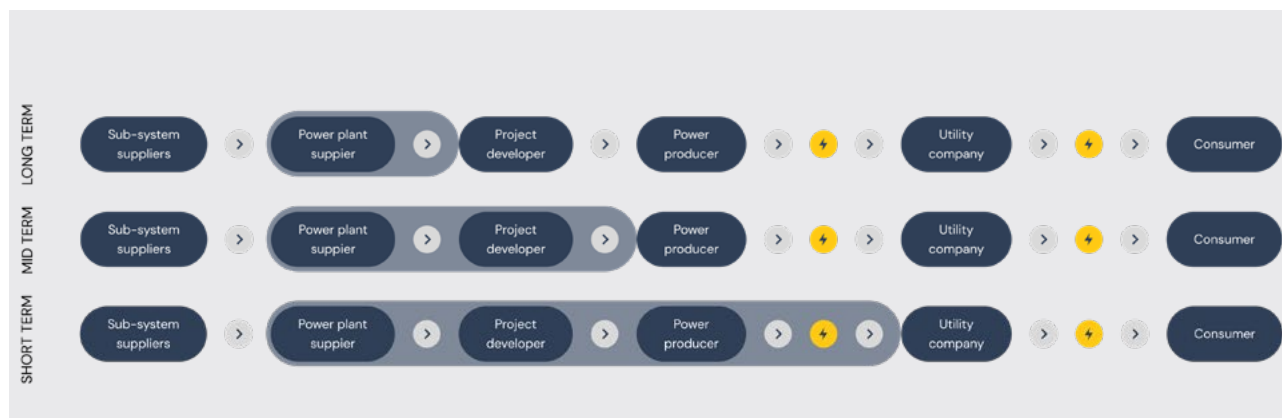 LONG TERM
Sub-system
suppliers
Power plant
suppier
Project
developer
Power
producer
Utility
company
Consumer
MID TERM
Sub-system
suppliers
Power plant
suppier
Project
developer
Power
producer
Utility
company
Consumer
SHORT TERM
Sub-system
suppliers
Power plant
suppier
Project
developer
Power
producer
Utility
company
Consumer